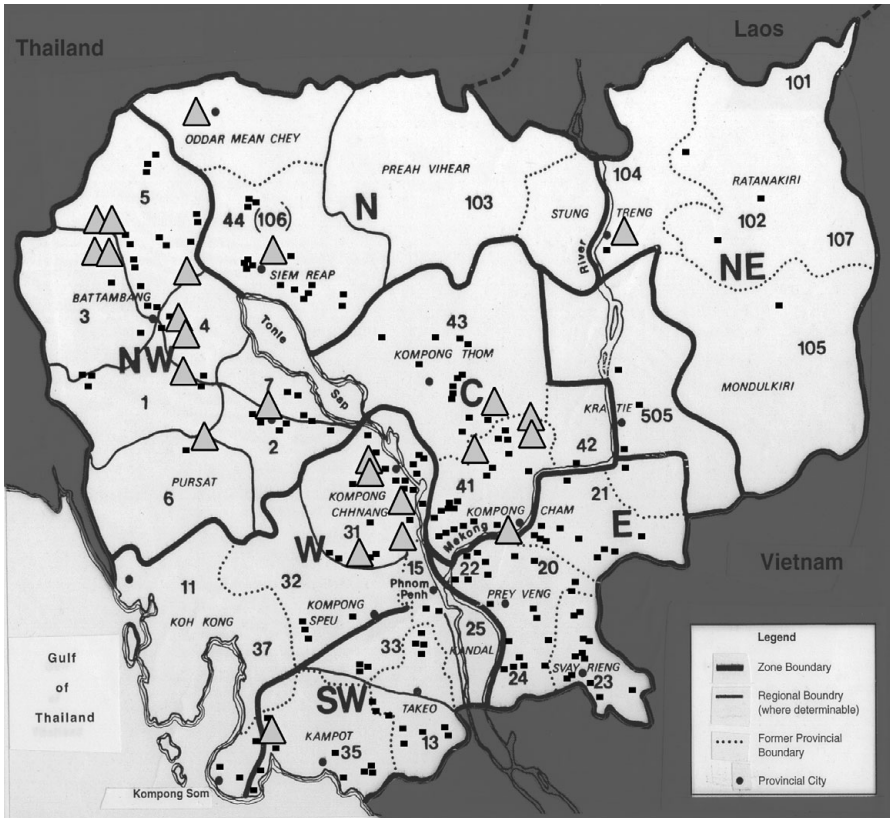 Thailand
Laos
101
ODDAR MEAN CHEY
PREAH VIHEAR
104
RATANAKIRI
5
44 (106)
N
103
STUNG TRENG
102
107
River
NE
SIEM REAP
BATTAMBANG
3
4
Tonle
Sap
43
105
NW
KOMPONG THOM
MONDULKIRI
C
1
7
KRATIE
505
2
42
PURSAT
6
41
21
KOMPONG
CHHNANG
KOMPONG CHAM
31
Mekong
E
W
15
22
20
Vietnam
11
32
Phnom
Penh
PREY VENG
KOH KONG
KOMPONG
SPEU
25
33
KANDAL
37
24
SVAY RIENG
23
SW
TAKEO
KAMPOT
35
13
Gulf
of
Thailand
Kompong Som
Legend
Zone Boundary
Regional Boundry
(where determinable)
Former Provincial
Boundary
Provincial City